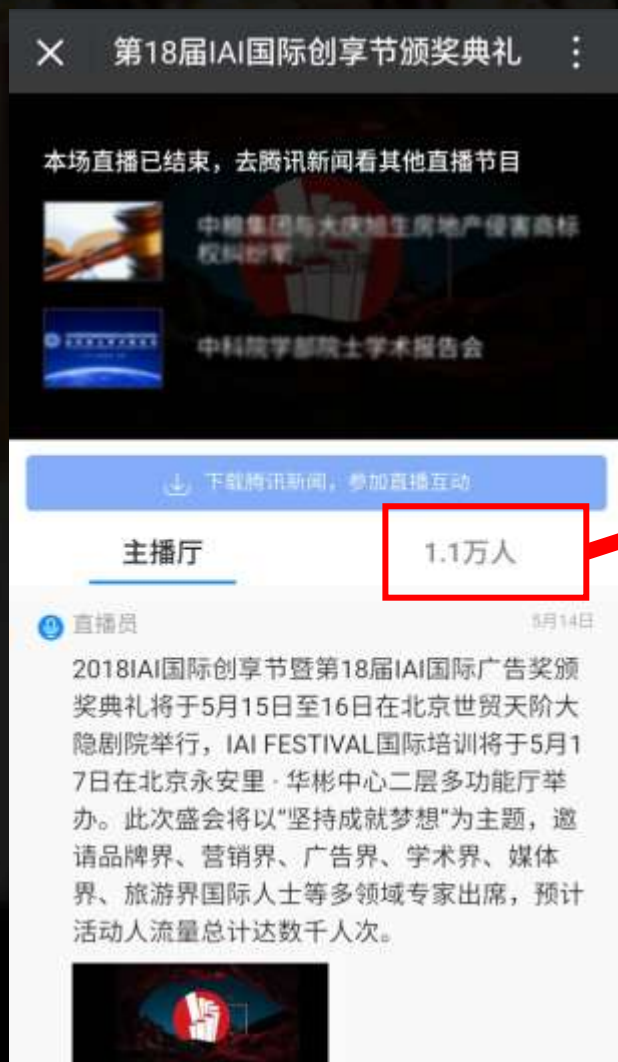 第18届IAI国际创享节颁奖典礼
本场直播已结束，去腾讯新闻看其他直播节目
中粮集团与大庆旭生房地产侵害商标
权纠纷案
中科院学部院士学术报告会
下载腾讯新闻，参加直播互动
主播厅
1.1万人
直播员
5月14日
2018IAI国际创享节暨第18届IAI国际广告奖颁
奖典礼将于5月15日至16日在北京世贸天阶大
隐剧院举行，IAI FESTIVAL国际培训将于5月1
7日在北京永安里·华彬中心二层多功能厅举
办。此次盛会将以“坚持成就梦想”为主题，邀
请品牌界、营销界、广告界、学术界、媒体
界、旅游界国际人士等多领域专家出席，预计
活动人流量总计达数千人次。